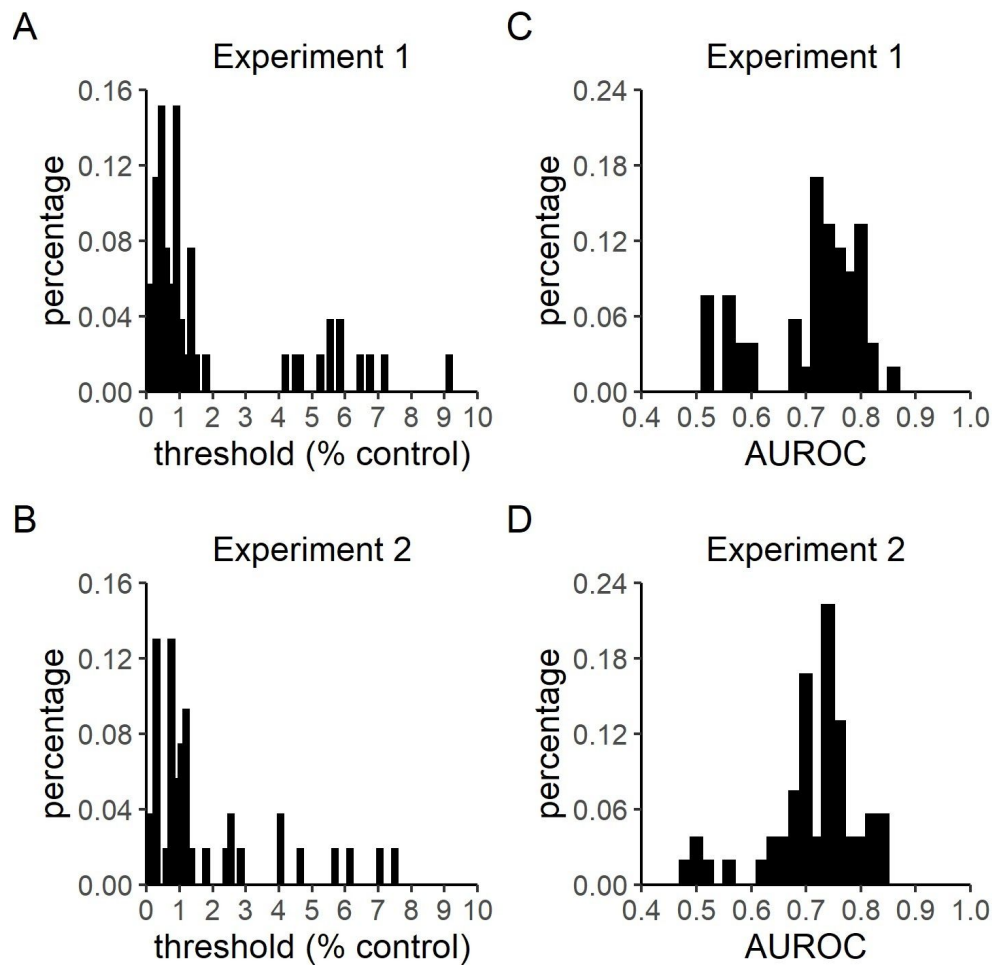 A
Experiment 1
percentage
0.16
0.12
0.08
0.04
0.00
0 1 2 3 4 5 6 7 8 9 10
threshold (% control)
C
Experiment 1
percentage
0.24
0.18
0.12
0.06
0.00
0.4 0.5 0.6 0.7 0.8 0.9 1.0
AUROC
B
Experiment 2
percentage
0.16
0.12
0.08
0.04
0.00
0 1 2 3 4 5 6 7 8 9 10
threshold (% control)
D
Experiment 2
percentage
0.24
0.18
0.12
0.06
0.00
0.4 0.5 0.6 0.7 0.8 0.9 1.0
AUROC